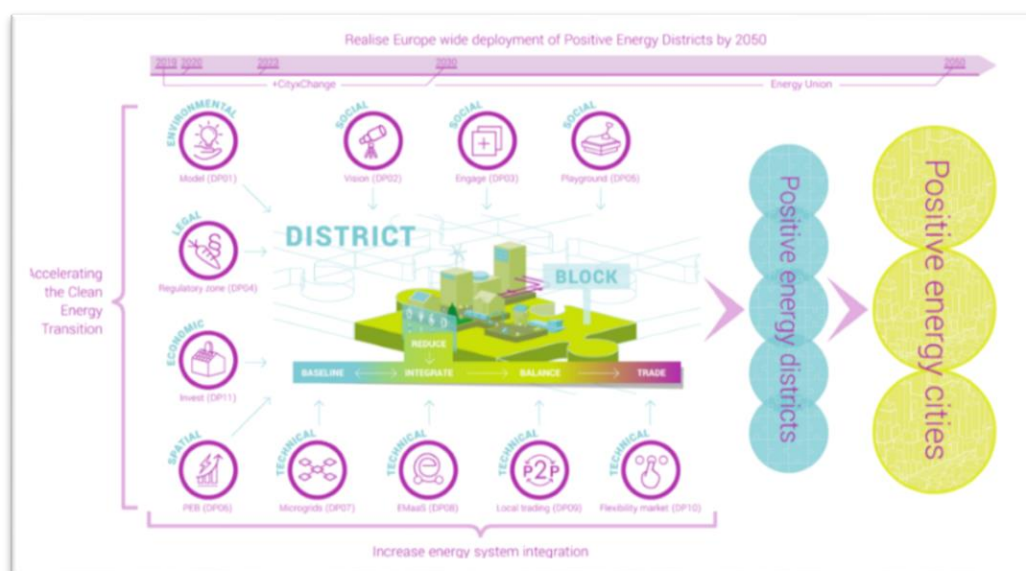 Realise Europe wide deployment of Positive Energy Districts by 2050
2019 2020 2023 2030 2050
+CityxChange Energy Union
ENVIRONMENTAL
Model (DP01)
SOCIAL
Vision (DP02)
SOCIAL
Engage (DP03)
SOCIAL
Playground (DP05)
LEGAL
Regulatory zone (DP04)
ccelerating
the Clean
Energy
Transition
ECONOMIC
Invest (DP11)
DISTRICT
BLOCK
REDUCE
BASELINE INTEGRATE BALANCE TRADE
SPATIAL
PEB (DP06)
TECHNICAL
Microgrids (DP07)
TECHNICAL
e
EMaaS (DP08)
TECHNICAL
P2P
Local trading (DP09)
TECHNICAL
Flexibility market (DP10)
Increase energy system integration
Positive energy districts
Positive energy cities